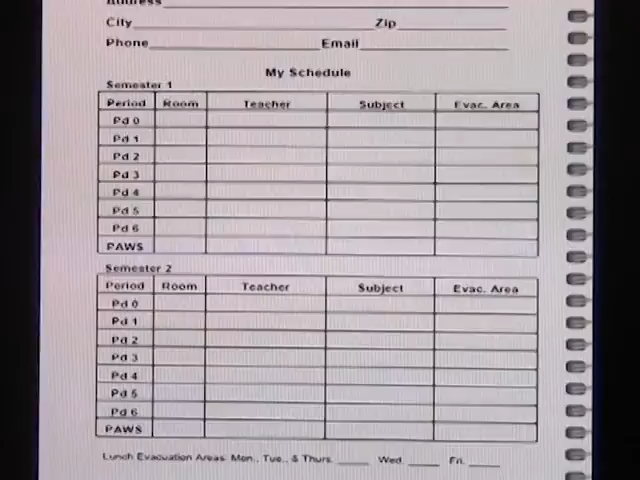 Address
City Zip
Phone Email
My Schedule
Semester 1
Period Room Teacher Subject Evac. Area
Pd 0
Pd 1
Pd 2
Pd 3
Pd 4
Pd 5
Pd 6
PAWS
Semester 2
Period Room Teacher Subject Evac. Area
Pd 0
Pd 1
Pd 2
Pd 3
Pd 4
Pd 5
Pd 6
PAWS
Lunch Evacuation Areas: Mon., Tue., & Thurs. Wed. Fri.